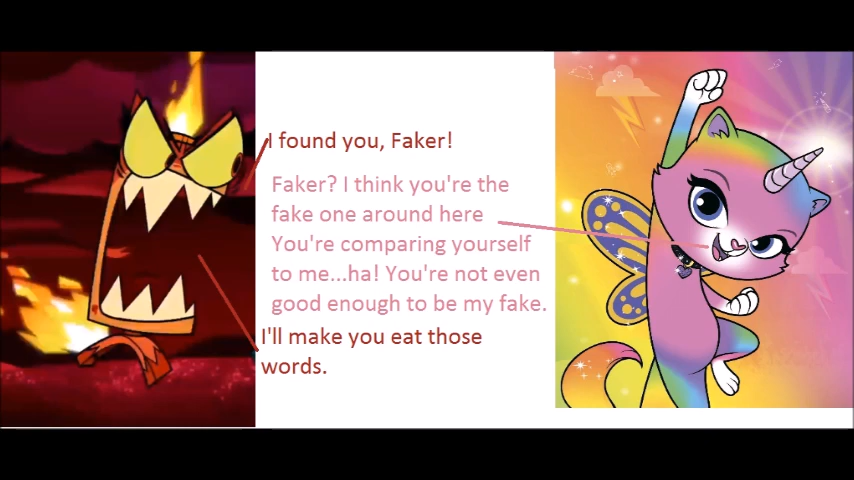 I found you, Faker!
Faker? I think you're the
fake one around here
You're comparing yourself
to me...ha! You're not even
good enough to be my fake.
I'll make you eat those
words.